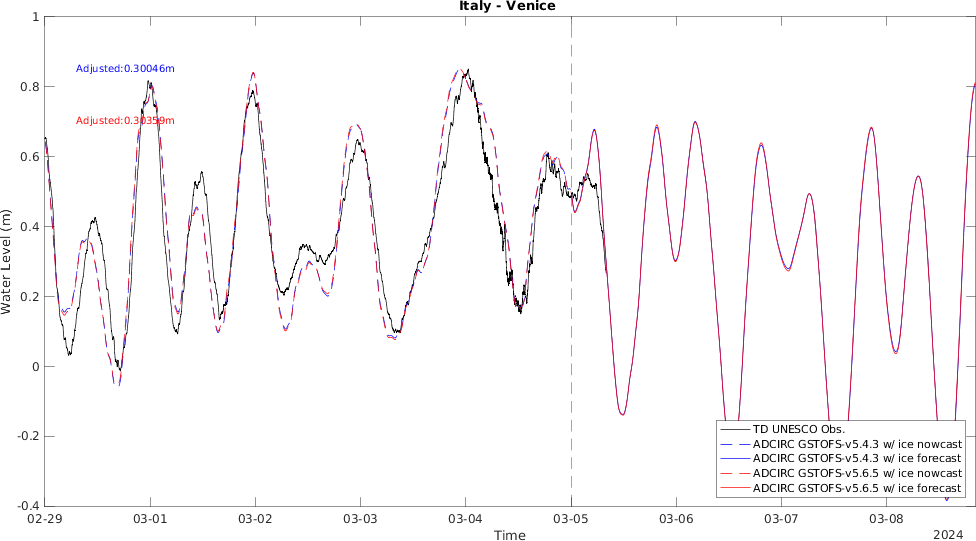 Italy - Venice
1
0.8
0.6
0.4
0.2
0
-0.2
-0.4
Water Level (m)
Adjusted:0.30046m
Adjusted:0.30359m
TD UNESCO Obs.
ADCIRC GSTOFS-v5.4.3 w/ ice nowcast
ADCIRC GSTOFS-v5.4.3 w/ ice forecast
ADCIRC GSTOFS-v5.6.5 w/ ice nowcast
ADCIRC GSTOFS-v5.6.5 w/ ice forecast
02-29 03-01 03-02 03-03 03-04 03-05 03-06 03-07 03-08
Time
2024